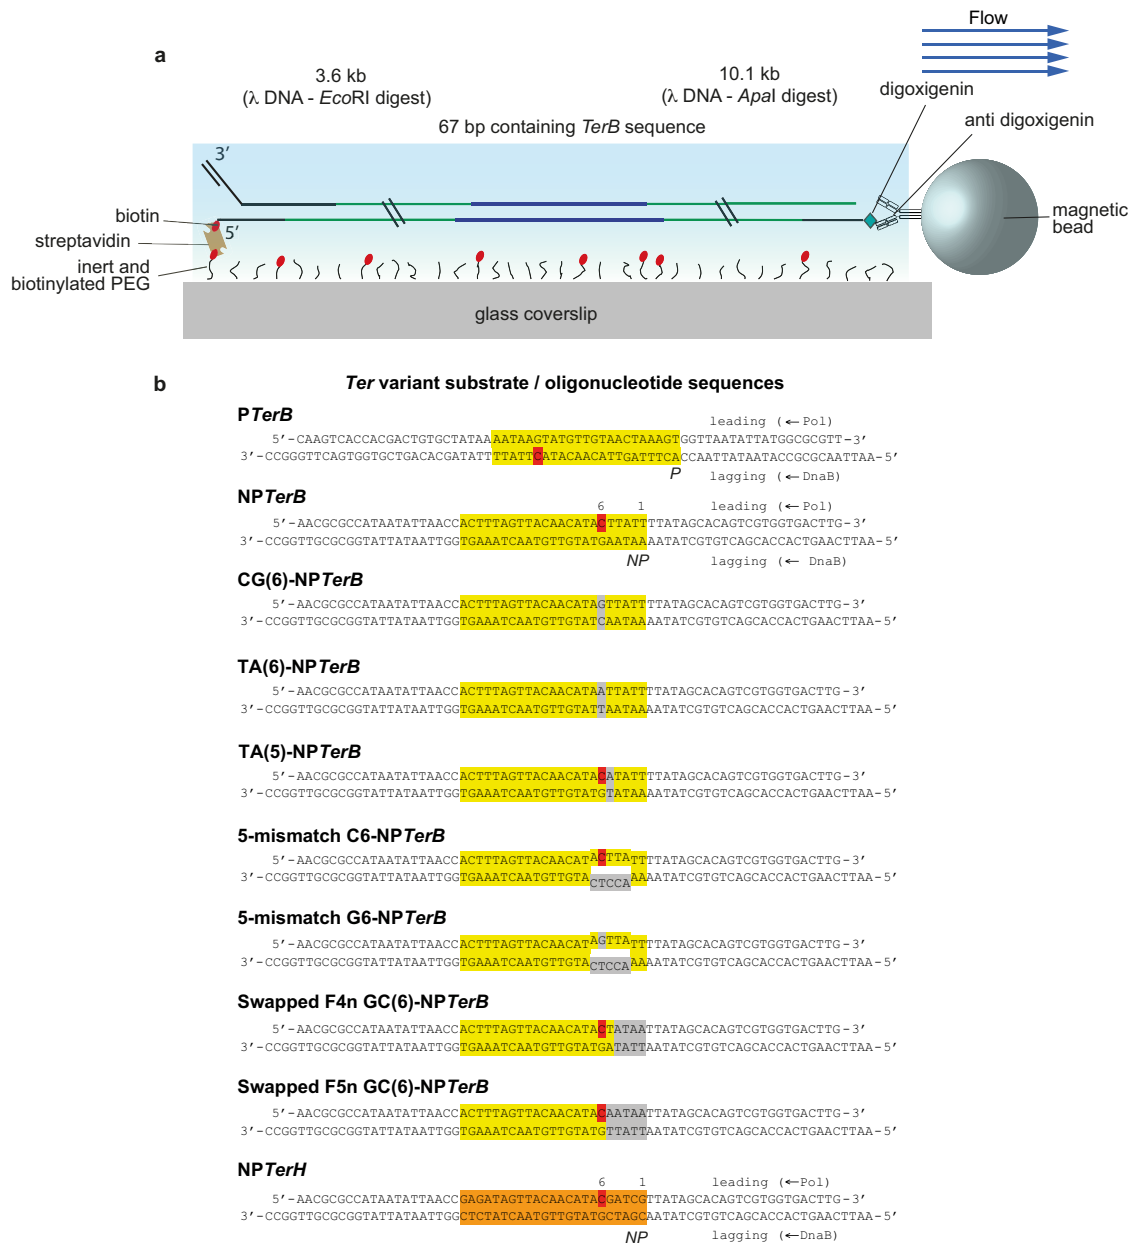 a
Flow
3.6 kb
(λ DNA - EcoRI digest)
10.1 kb
(λ DNA - ApaI digest)
digoxigenin
67 bp containing TerB sequence
anti digoxigenin
3′
biotin
5′
streptavidin
magnetic
bead
inert and
biotinylated PEG
glass coverslip
b
Ter variant substrate / oligonucleotide sequences
PTerB
leading (←Pol)
5′-CAAGTCACCACGACTGTGCTATAAAATAAGTATGTTGTAACTAAAGTGGTTAATATTATGGCGCGTT-3′
3′-CCGGGTTCAGTGGTGCTGACACGATATTTTATTCATACAACATTGATTTCACCAATTATAATACCGCGCAATTAA-5′
P
lagging (←DnaB)
NPTerB
6 1
leading (←Pol)
5′-AACGCGCCATAATATTAACCACTTTAGTTACAACATACTTATTTTATAGCACAGTCGTGGTGACTTG-3′
3′-CCGGTTGCGCGGTATTATAATTGGTGAAATCAATGTTGTATGAATAAAATATCGTGTCAGCACCACTGAACTTAA-5′
NP
lagging (← DnaB)
CG(6)-NPTerB
5′-AACGCGCCATAATATTAACCACTTTAGTTACAACATAGTTATTTTATAGCACAGTCGTGGTGACTTG-3′
3′-CCGGTTGCGCGGTATTATAATTGGTGAAATCAATGTTGTATCAATAAAATATCGTGTCAGCACCACTGAACTTAA-5′
TA(6)-NPTerB
5′-AACGCGCCATAATATTAACCACTTTAGTTACAACATAATTATTTTATAGCACAGTCGTGGTGACTTG-3′
3′-CCGGTTGCGCGGTATTATAATTGGTGAAATCAATGTTGTATTAATAAAATATCGTGTCAGCACCACTGAACTTAA-5′
TA(5)-NPTerB
5′-AACGCGCCATAATATTAACCACTTTAGTTACAACATACATATTTTATAGCACAGTCGTGGTGACTTG-3′
3′-CCGGTTGCGCGGTATTATAATTGGTGAAATCAATGTTGTATGTATAAAATATCGTGTCAGCACCACTGAACTTAA-5′
5-mismatch C6-NPTerB
5′-AACGCGCCATAATATTAACCACTTTAGTTACAACATACTTATTTTATAGCACAGTCGTGGTGACTTG-3′
3′-CCGGTTGCGCGGTATTATAATTGGTGAAATCAATGTTGTACTCCAAAAATATCGTGTCAGCACCACTGAACTTAA-5′
5-mismatch G6-NPTerB
5′-AACGCGCCATAATATTAACCACTTTAGTTACAACATAGTTATTTTATAGCACAGTCGTGGTGACTTG-3′
3′-CCGGTTGCGCGGTATTATAATTGGTGAAATCAATGTTGTACTCCAAAAATATCGTGTCAGCACCACTGAACTTAA-5′
Swapped F4n GC(6)-NPTerB
5′-AACGCGCCATAATATTAACCACTTTAGTTACAACATACTATAATTATAGCACAGTCGTGGTGACTTG-3′
3′-CCGGTTGCGCGGTATTATAATTGGTGAAATCAATGTTGTATGATATTAATATCGTGTCAGCACCACTGAACTTAA-5′
Swapped F5n GC(6)-NPTerB
5′-AACGCGCCATAATATTAACCACTTTAGTTACAACATACAATAATTATAGCACAGTCGTGGTGACTTG-3′
3′-CCGGTTGCGCGGTATTATAATTGGTGAAATCAATGTTGTATGTTATTAATATCGTGTCAGCACCACTGAACTTAA-5′
NPTerH
6 1
leading (←Pol)
5′-AACGCGCCATAATATTAACCGAGATAGTTACAACATACGATCGTTATAGCACAGTCGTGGTGACTTG-3′
3′-CCGGTTGCGCGGTATTATAATTGGCTCTATCAATGTTGTATGCTAGCAATATCGTGTCAGCACCACTGAACTTAA-5′
NP
lagging (←DnaB)